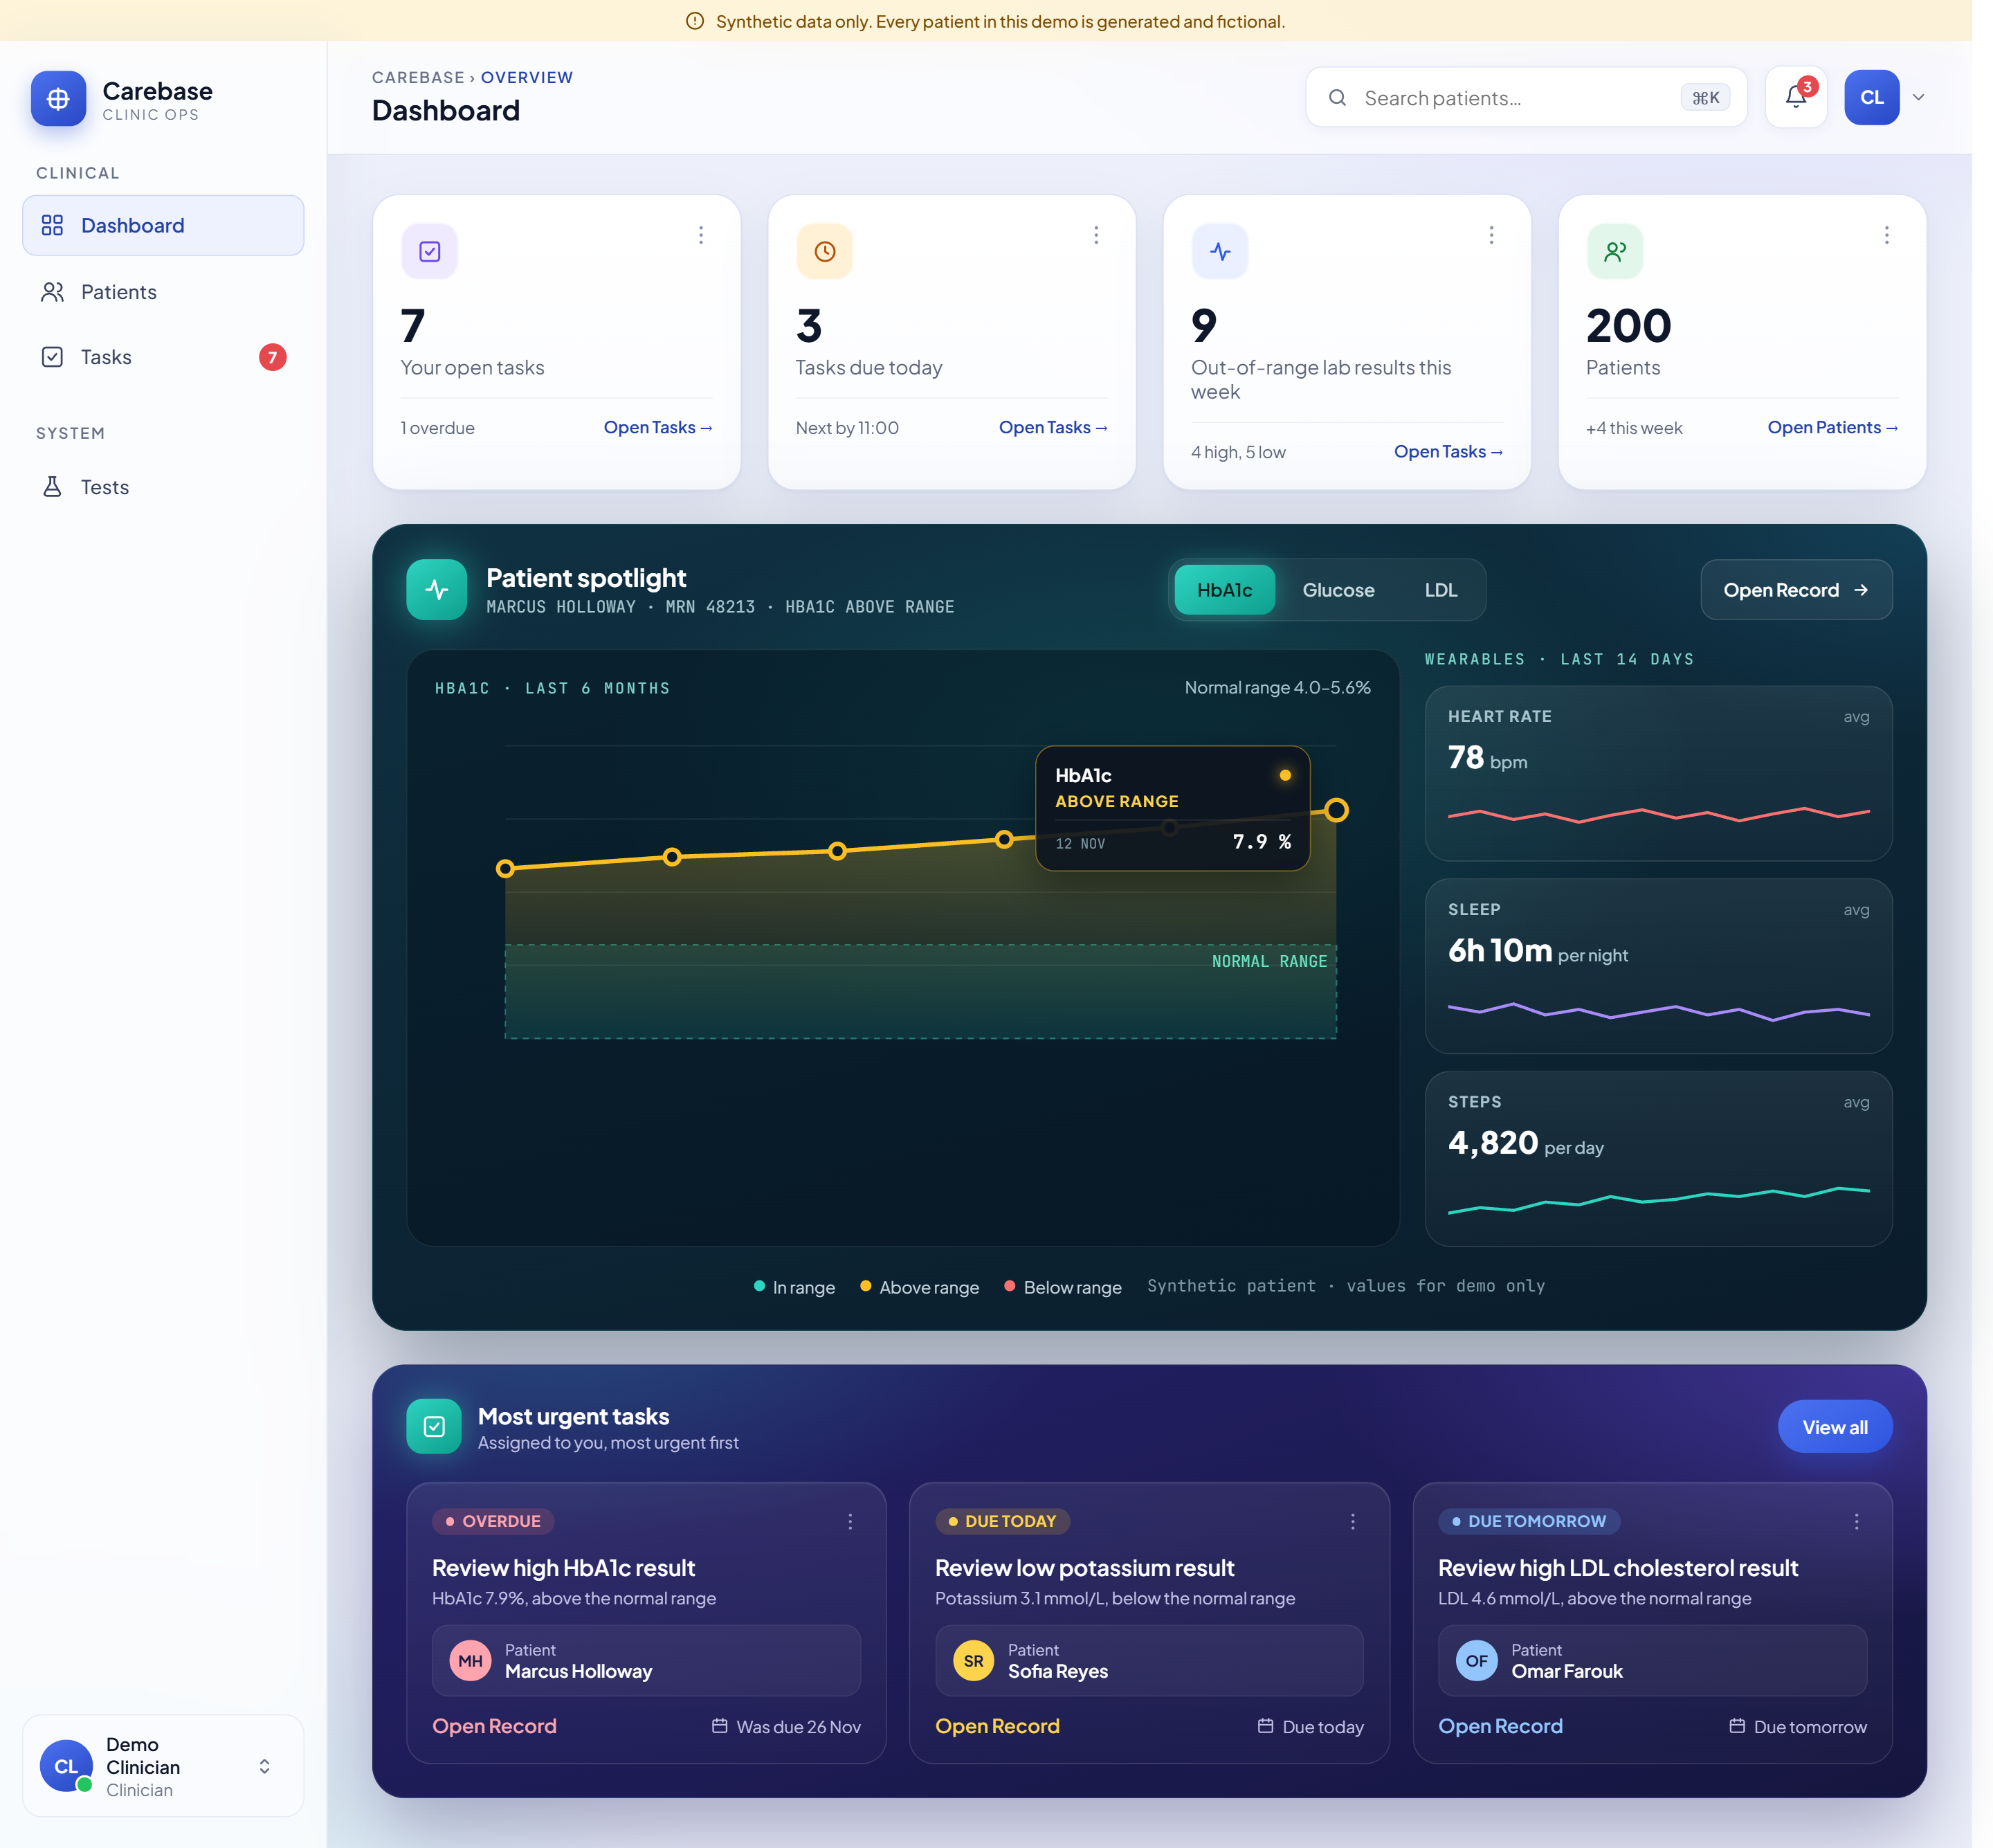 Synthetic data only. Every patient in this demo is generated and fictional.
Carebase
CLINIC OPS
CLINICAL
Dashboard
Patients
Tasks
7
SYSTEM
Tests
CL
Demo
Clinician
Clinician
CAREBASE › OVERVIEW
Dashboard
Search patients...
⌘K
3
CL
7
Your open tasks
1 overdue
Open Tasks →
3
Tasks due today
Next by 11:00
Open Tasks →
9
Out-of-range lab results this
week
4 high, 5 low
Open Tasks →
200
Patients
+4 this week
Open Patients →
Patient spotlight
MARCUS HOLLOWAY · MRN 48213 · HBA1C ABOVE RANGE
HbA1c
Glucose
LDL
Open Record →
HBA1C · LAST 6 MONTHS
Normal range 4.0–5.6%
HbA1c
ABOVE RANGE
12 NOV
7.9 %
NORMAL RANGE
WEARABLES · LAST 14 DAYS
HEART RATE
avg
78 bpm
SLEEP
avg
6h 10m per night
STEPS
avg
4,820 per day
In range
Above range
Below range
Synthetic patient · values for demo only
Most urgent tasks
Assigned to you, most urgent first
View all
OVERDUE
Review high HbA1c result
HbA1c 7.9%, above the normal range
MH
Patient
Marcus Holloway
Open Record
Was due 26 Nov
DUE TODAY
Review low potassium result
Potassium 3.1 mmol/L, below the normal range
SR
Patient
Sofia Reyes
Open Record
Due today
DUE TOMORROW
Review high LDL cholesterol result
LDL 4.6 mmol/L, above the normal range
OF
Patient
Omar Farouk
Open Record
Due tomorrow